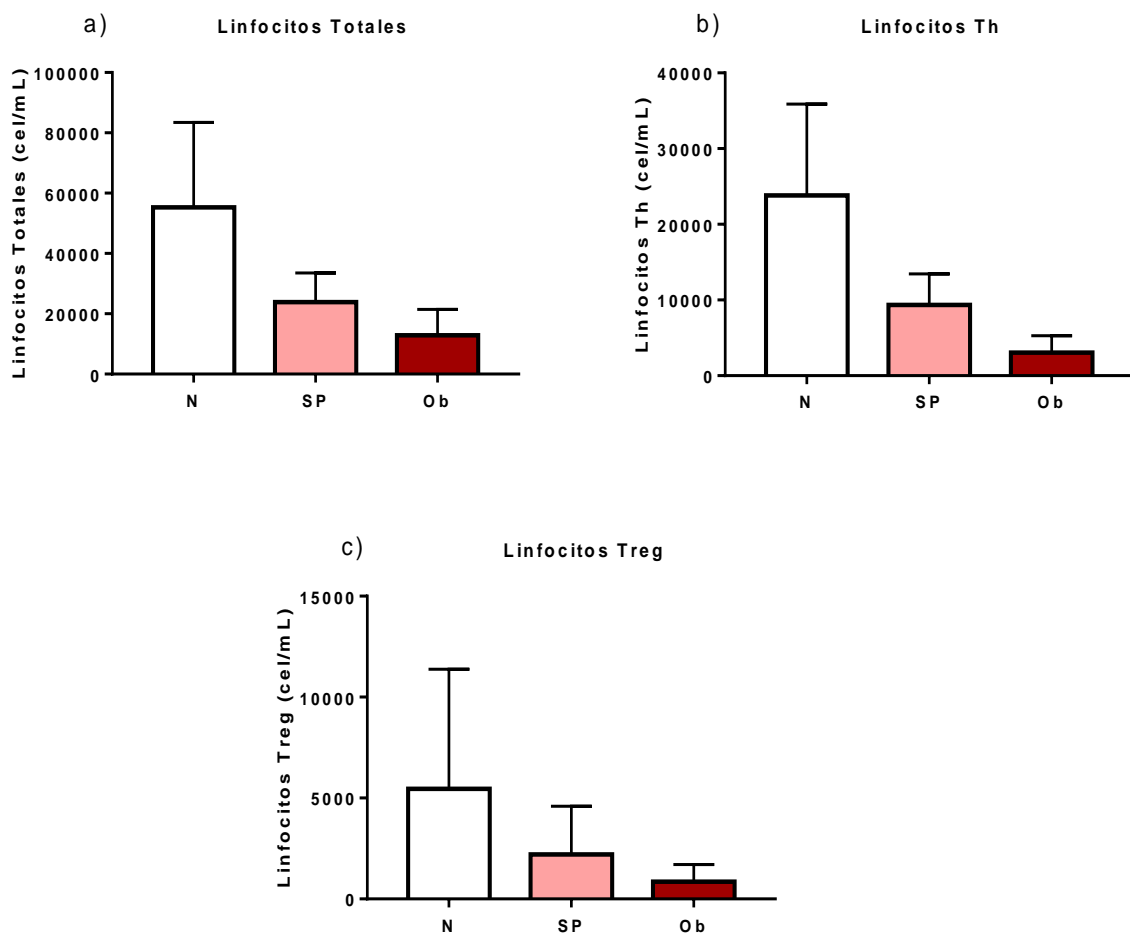 a)
Linfocitos Totales
Linfocitos Totales (cel/mL)
100000
80000
60000
40000
20000
0
N SP Ob
b)
Linfocitos Th
Linfocitos Th (cel/mL)
40000
30000
20000
10000
0
N SP Ob
c)
Linfocitos Treg
Linfocitos Treg (cel/mL)
15000
10000
5000
0
N SP Ob